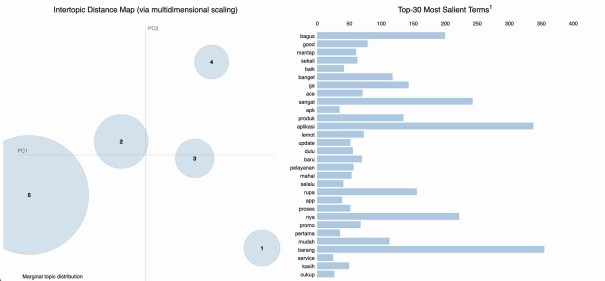 Intertopic Distance Map (via multidimensional scaling)
PC2
4
2
3
PC1
5
1
Marginal topic distribution
Top-30 Most Salient Terms1
0 50 100 150 200 250 300 350 400
bagus
good
mantap
sekali
baik
banget
ga
ace
sangat
apk
produk
aplikasi
lemot
update
dulu
baru
pelayanan
mahal
selalu
rupa
app
proses
nya
promo
pertama
mudah
barang
service
kasih
cukup